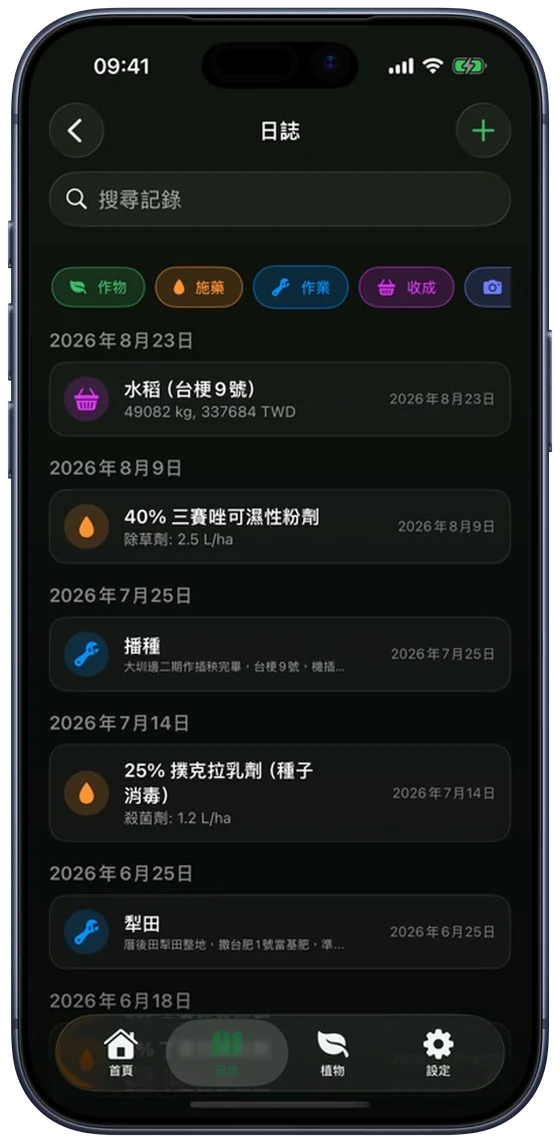 09:41
日誌
搜尋記錄
作物
施藥
作業
收成
2026年8月23日
水稻（台梗9號）
49082 kg, 337684 TWD
2026年8月23日
2026年8月9日
40% 三賽唑可濕性粉劑
除草劑: 2.5 L/ha
2026年8月9日
2026年7月25日
播種
大圳邊二期作插秧完畢，台梗9號，機插…
2026年7月25日
2026年7月14日
25% 撲克拉乳劑（種子
消毒）
殺菌劑: 1.2 L/ha
2026年7月14日
2026年6月25日
犁田
厝後田犁田整地，撒台肥1號當基肥，準…
2026年6月25日
2026年6月18日
首頁
植物
設定